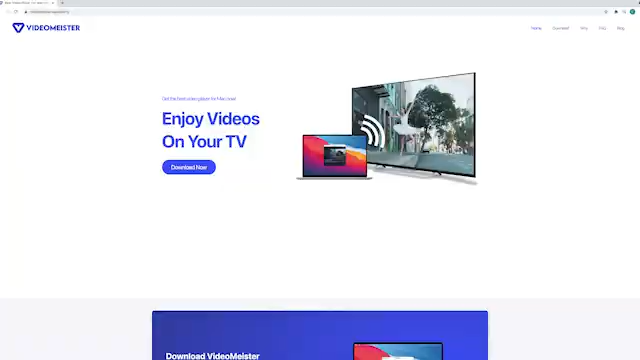 VIDEOMEISTER
Home Download Why FAQ Blog
Get the best video player for Mac now!
Enjoy Videos
On Your TV
Download Now
Download VideoMeister